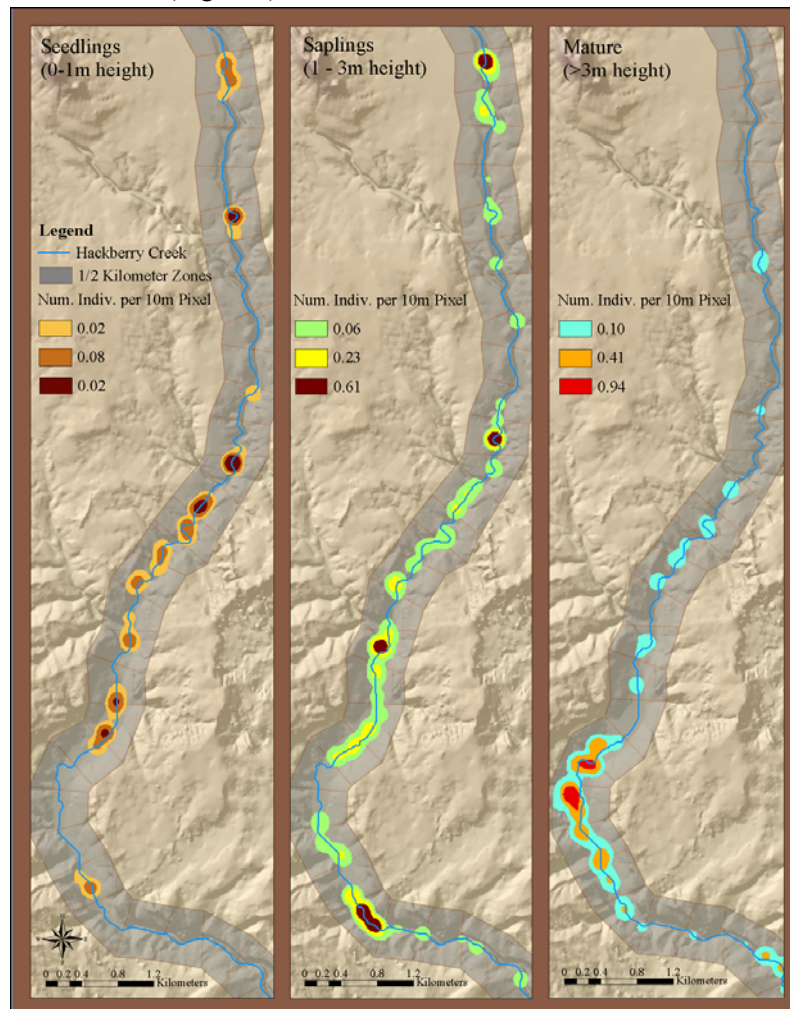 Seedlings
(0-1m height)
Legend
Hackberry Creek
1/2 Kilometer Zones
Num. Indiv. per 10m Pixel
0.02
0.08
0.02
0 0.2 0.4 0.8 1.2
Kilometers
Saplings
(1 - 3m height)
Num. Indiv. per 10m Pixel
0.06
0.23
0.61
0 0.2 0.4 0.8 1.2
Kilometers
Mature
(>3m height)
Num. Indiv. per 10m Pixel
0.10
0.41
0.94
0 0.2 0.4 0.8 1.2
Kilometers